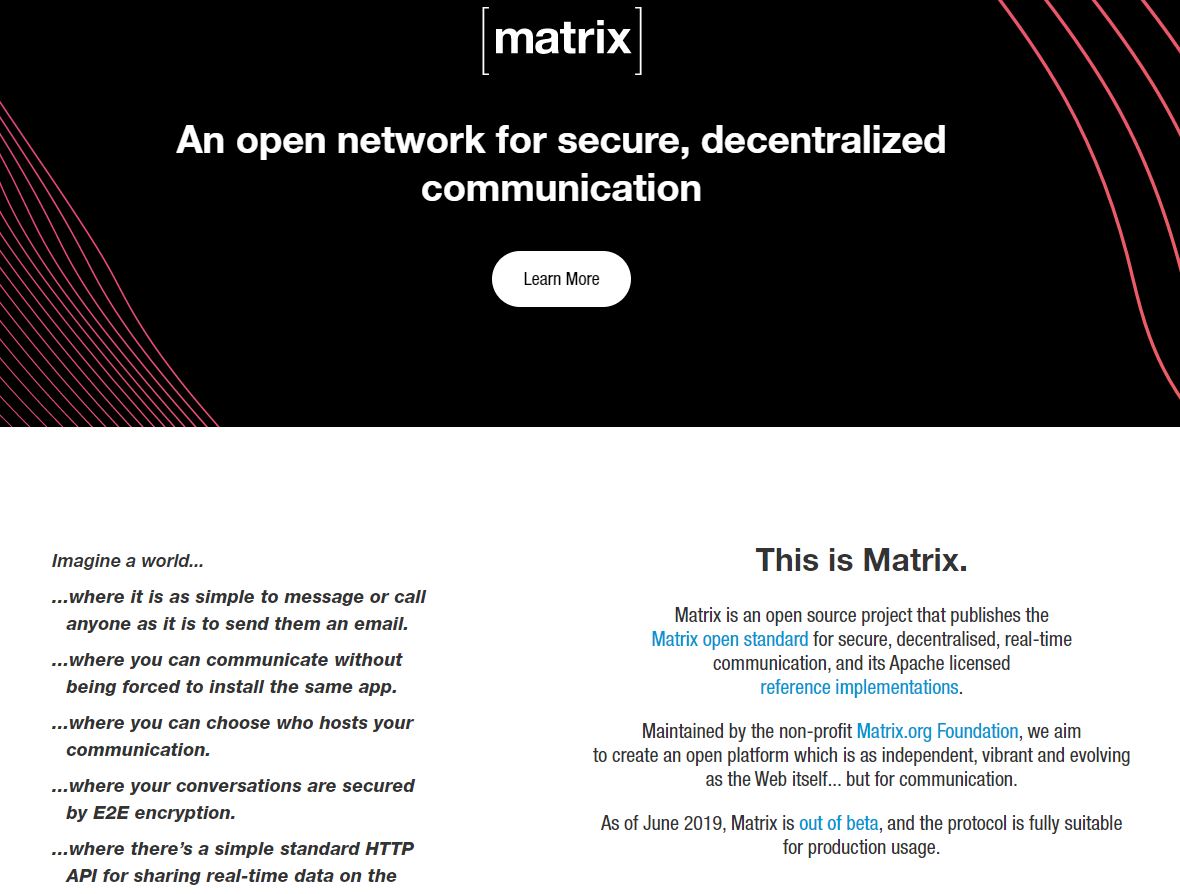 [matrix]
An open network for secure, decentralized
communication
Learn More
Imagine a world...
...where it is as simple to message or call
anyone as it is to send them an email.
...where you can communicate without
being forced to install the same app.
...where you can choose who hosts your
communication.
...where your conversations are secured
by E2E encryption.
...where there’s a simple standard HTTP
API for sharing real-time data on the
This is Matrix.
Matrix is an open source project that publishes the
Matrix open standard for secure, decentralised, real-time
communication, and its Apache licensed
reference implementations.
Maintained by the non-profit Matrix.org Foundation, we aim
to create an open platform which is as independent, vibrant and evolving
as the Web itself... but for communication.
As of June 2019, Matrix is out of beta, and the protocol is fully suitable
for production usage.